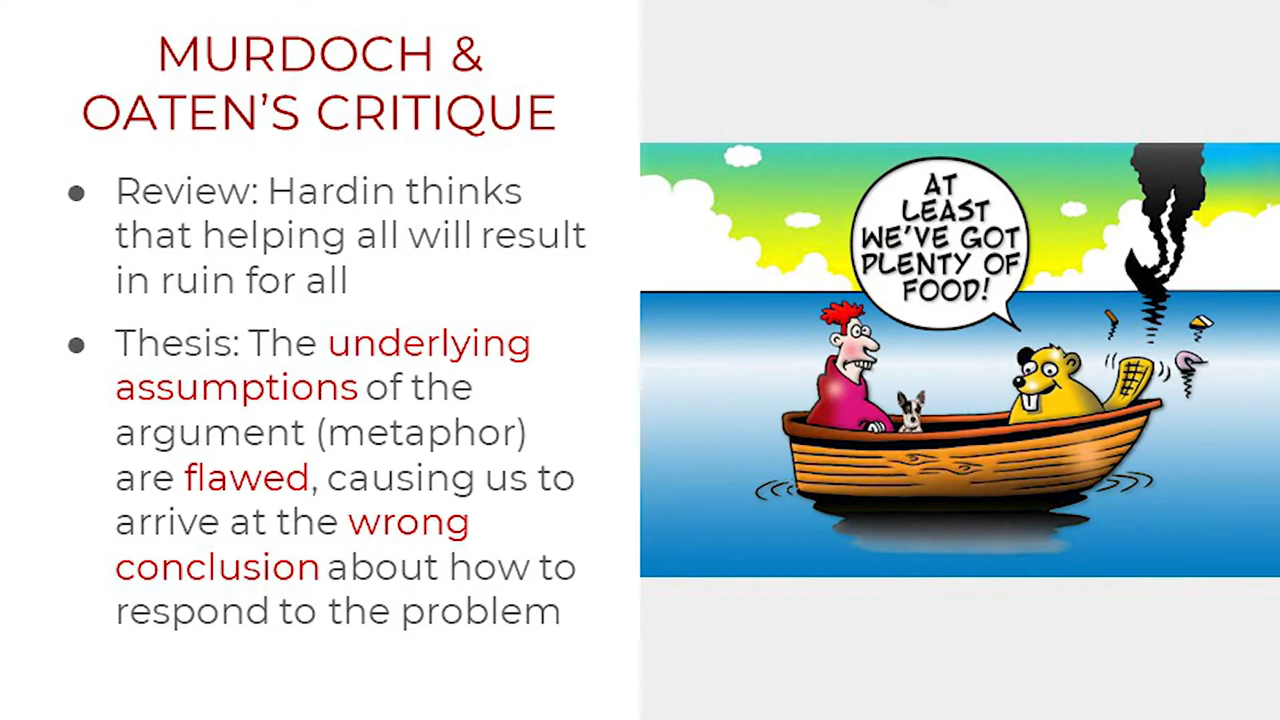 MURDOCH &
OATEN'S CRITIQUE
● Review: Hardin thinks
that helping all will result
in ruin for all
● Thesis: The underlying
assumptions of the
argument (metaphor)
are flawed, causing us to
arrive at the wrong
conclusion about how to
respond to the problem
AT
LEAST
WE'VE GOT
PLENTY OF
FOOD!